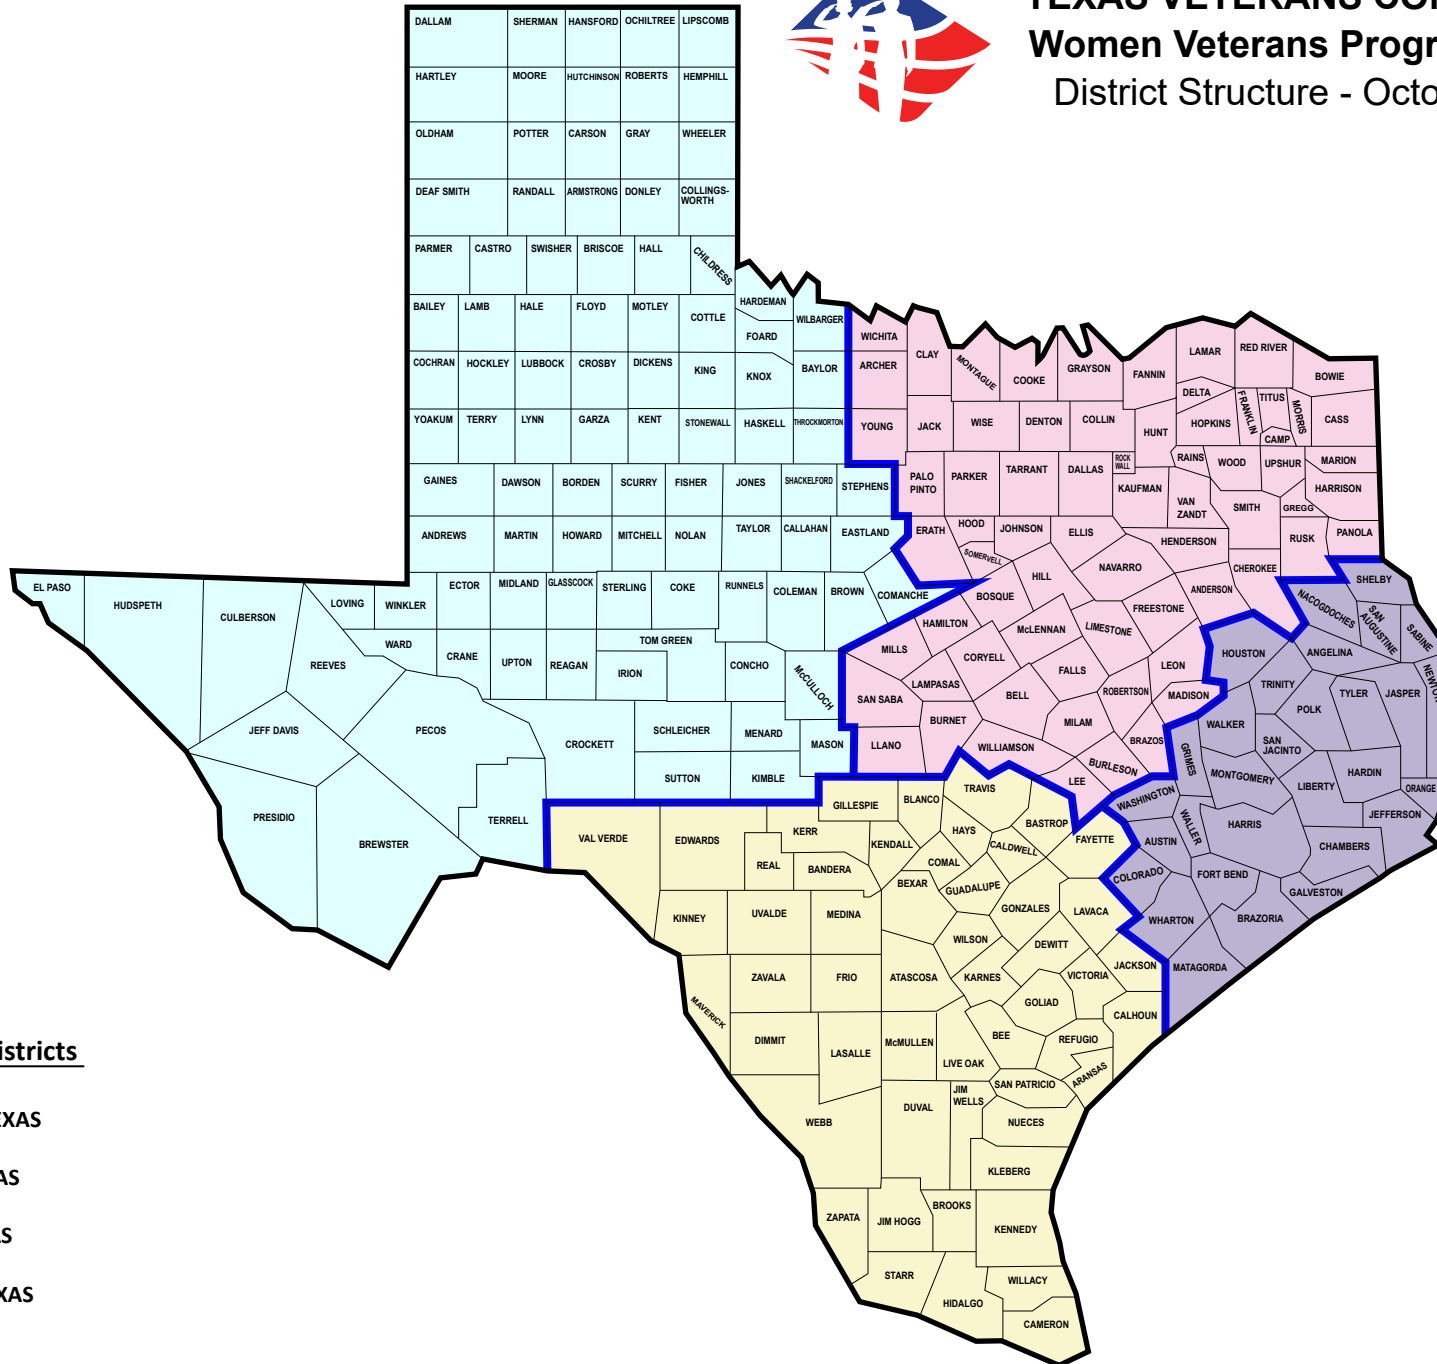 TEXAS VETERANS CO
Women Veterans Progr
District Structure - Octo
DALLAM SHERMAN HANSFORD OCHILTREE LIPSCOMB
HARTLEY MOORE HUTCHINSON ROBERTS HEMPHILL
OLDHAM POTTER CARSON GRAY WHEELER
DEAF SMITH RANDALL ARMSTRONG DONLEY COLLINGS-
WORTH
PARMER CASTRO SWISHER BRISCOE HALL CHILDRESS
BAILEY LAMB HALE FLOYD MOTLEY COTTLE HARDEMAN WILBARGER
FOARD WICHITA CLAY MONTAGUE COOKE GRAYSON FANNIN LAMAR RED RIVER BOWIE
COCHRAN HOCKLEY LUBBOCK CROSBY DICKENS KING KNOX BAYLOR ARCHER
DELTA HOPKINS FRANKLIN TITUS MORRIS CAMP CASS
YOAKUM TERRY LYNN GARZA KENT STONEWALL HASKELL THROCKMORTON YOUNG JACK WISE DENTON COLLIN HUNT
ROCK
WALL
RAINS WOOD UPSHUR MARION
GAINES DAWSON BORDEN SCURRY FISHER JONES SHACKELFORD STEPHENS
PALO
PINTO
PARKER TARRANT DALLAS KAUFMAN
VAN
ZANDT
SMITH GREGG HARRISON
ANDREWS MARTIN HOWARD MITCHELL NOLAN TAYLOR CALLAHAN EASTLAND ERATH HOOD JOHNSON ELLIS HENDERSON RUSK PANOLA
SOMERVELL HILL NAVARRO CHEROKEE SHELBY
EL PASO HUDSPETH CULBERSON LOVING WINKLER ECTOR MIDLAND GLASSCOCK STERLING COKE RUNNELS COLEMAN BROWN COMANCHE BOSQUE FREESTONE ANDERSON NACOGDOCHES
SAN
AUGUSTINE
SABINE
REEVES WARD CRANE UPTON REAGAN TOM GREEN IRION CONCHO McCULLOCH MILLS HAMILTON McLENNAN LIMESTONE LEON HOUSTON ANGELINA NEWTON
CORYELL FALLS ROBERTSON MADISON TRINITY POLK TYLER JASPER
SAN SABA LAMPASAS BELL MILAM BRAZOS WALKER
SAN
JACINTO
JEFF DAVIS PECOS CROCKETT SCHLEICHER MENARD MASON LLANO BURNET WILLIAMSON BURLESON GRIMES MONTGOMERY LIBERTY HARDIN ORANGE
SUTTON KIMBLE LEE
PRESIDIO BREWSTER TERRELL GILLESPIE BLANCO TRAVIS WASHINGTON WALLER HARRIS JEFFERSON
VAL VERDE EDWARDS KERR KENDALL HAYS BASTROP FAYETTE AUSTIN CHAMBERS
REAL BANDERA COMAL CALDWELL COLORADO FORT BEND GALVESTON
BEXAR GUADALUPE
KINNEY UVALDE MEDINA WILSON GONZALES LAVACA WHARTON BRAZORIA
DEWITT
ZAVALA FRIO ATASCOSA KARNES VICTORIA JACKSON MATAGORDA
MAVERICK GOLIAD CALHOUN
DIMMIT LASALLE McMULLEN LIVE OAK BEE REFUGIO
SAN PATRICIO ARANSAS
WEBB DUVAL
JIM
WELLS
NUECES
KLEBERG
ZAPATA JIM HOGG BROOKS KENNEDY
STARR HIDALGO WILLACY
CAMERON
istricts
EXAS
AS
AS
XAS